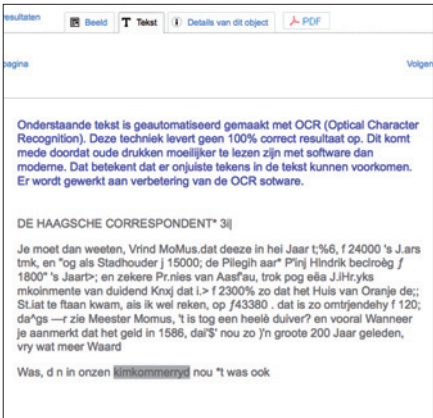 resultaten Beeld T Tekst Details van dit object PDF
pagina Volgen
Onderstaande tekst is geautomatiseerd gemaakt met OCR (Optical Character
Recognition). Deze techniek levert geen 100% correct resultaat op. Dit komt
mede doordat oude drukken moeilijker te lezen zijn met software dan
moderne. Dat betekent dat er onjuiste tekens in de tekst kunnen voorkomen.
Er wordt gewerkt aan verbetering van de OCR sotware.
DE HAAGSCHE CORRESPONDENT* 3i|
Je moet dan weeten, Vrind MoMus.dat deeze in hei Jaar t;%6, f 24000 's J.ars
tmk, en "og als Stadhouder j 15000; de Pilegih aar* P'inj Hlndrik beclroèg ƒ
1800" 's Jaart>; en zekere Pr.nies van Aasf'au, trok pog eëa J.iHr.yks
mkoinmente van duidend Knxj dat i.> f 2300% zo dat het Huis van Oranje de;;
St.iat te ftaan kwam, ais ik wel reken, op ƒ43380 . dat is zo omtrjendehy f 120;
da^gs —r zie Meester Momus, 't is tog een heelè duiver? en vooral Wanneer
je aanmerkt dat het geld in 1586, dai'$' nou zo )'n groote 200 Jaar geleden,
vry wat meer Waard
Was, d n in onzen kimkommerryd nou *t was ook